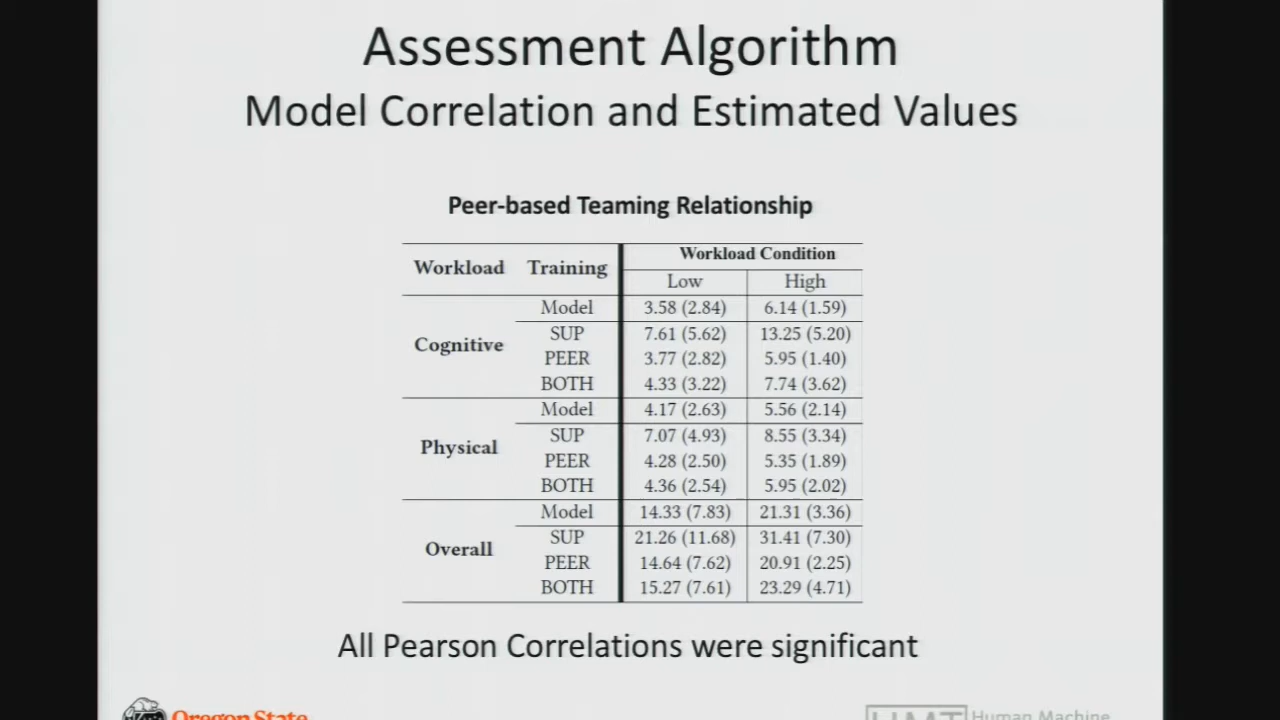 Assessment Algorithm
Model Correlation and Estimated Values
Peer-based Teaming Relationship
Workload Training Workload Condition
Low High
Cognitive Model 3.58 (2.84) 6.14 (1.59)
SUP 7.61 (5.62) 13.25 (5.20)
PEER 3.77 (2.82) 5.95 (1.40)
BOTH 4.33 (3.22) 7.74 (3.62)
Physical Model 4.17 (2.63) 5.56 (2.14)
SUP 7.07 (4.93) 8.55 (3.34)
PEER 4.28 (2.50) 5.35 (1.89)
BOTH 4.36 (2.54) 5.95 (2.02)
Overall Model 14.33 (7.83) 21.31 (3.36)
SUP 21.26 (11.68) 31.41 (7.30)
PEER 14.64 (7.62) 20.91 (2.25)
BOTH 15.27 (7.61) 23.29 (4.71)
All Pearson Correlations were significant
Oregon State
Human Machine